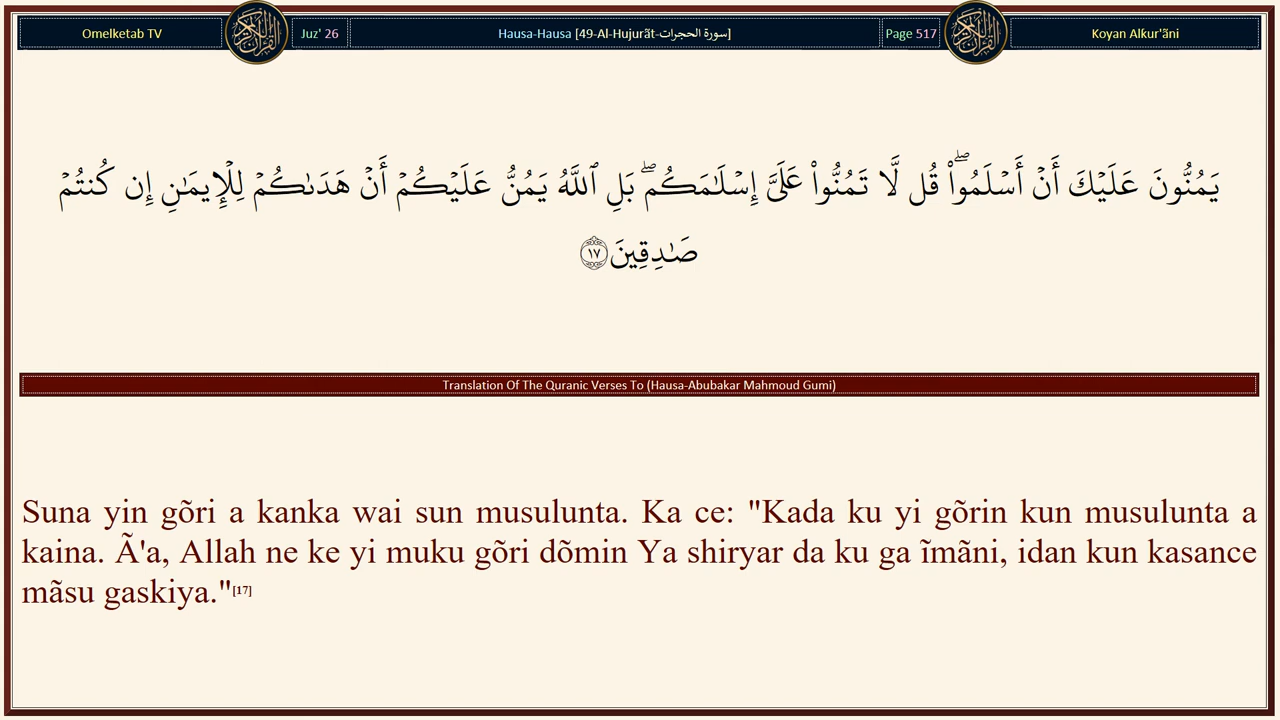 Omelketab TV
Juz' 26
Hausa-Hausa [49-Al-Hujurãt-سورة الحجرات]
Page 517
Koyan Alƙur'ãni
يَمُنُّونَ عَلَيۡكَ أَنۡ أَسۡلَمُواْۖ قُل لَّا تَمُنُّواْ عَلَيَّ إِسۡلَٰمَكُمۖ بَلِ ٱللَّهُ يَمُنُّ عَلَيۡكُمۡ أَنۡ هَدَىٰكُمۡ لِلۡإِيمَٰنِ إِن كُنتُمۡ
صَٰدِقِينَ ١٧
Translation Of The Quranic Verses To (Hausa-Abubakar Mahmoud Gumi)
Suna yin gõri a kanka wai sun musulunta. Ka ce: "Kada ku yi gõrin kun musulunta a
kaina. Ã'a, Allah ne ke yi muku gõri dõmin Ya shiryar da ku ga ĩmãni, idan kun kasance
mãsu gaskiya."[17]